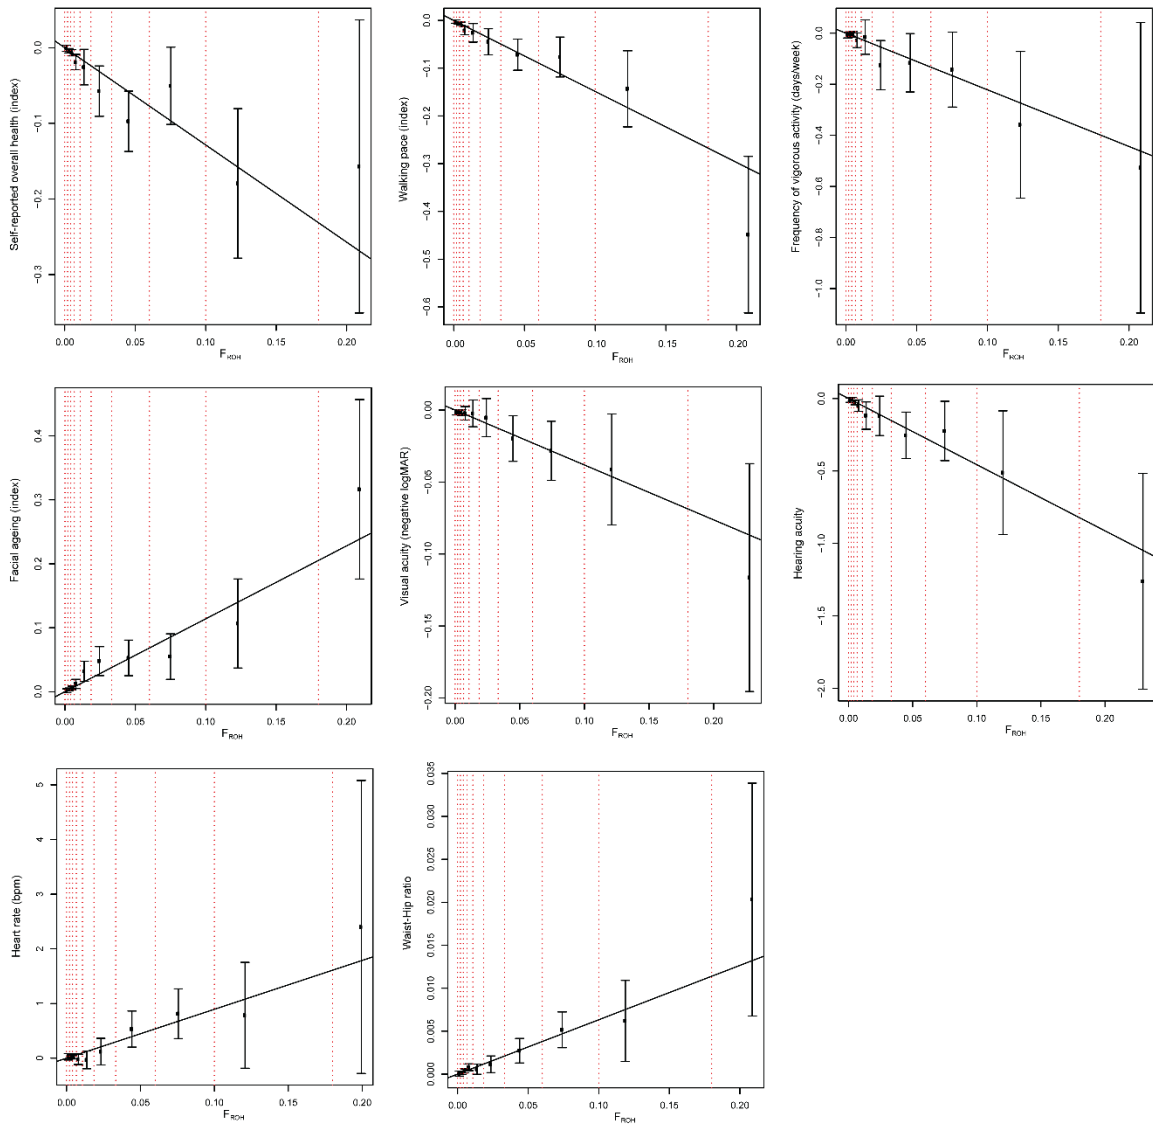 Self-reported overall health (index)
0.0
−0.1
−0.2
−0.3
0.00 0.05 0.10 0.15 0.20
FROH
Walking pace (index)
0.0
−0.1
−0.2
−0.3
−0.4
−0.5
−0.6
0.00 0.05 0.10 0.15 0.20
FROH
Frequency of vigorous activity (days/week)
0.0
−0.2
−0.4
−0.6
−0.8
−1.0
0.00 0.05 0.10 0.15 0.20
FROH
Facial ageing (index)
0.4
0.3
0.2
0.1
0.0
0.00 0.05 0.10 0.15 0.20
FROH
Visual acuity (negative logMAR)
0.00
−0.05
−0.10
−0.15
−0.20
0.00 0.05 0.10 0.15 0.20
FROH
Hearing acuity
0.0
−0.5
−1.0
−1.5
−2.0
0.00 0.05 0.10 0.15 0.20
FROH
Heart rate (bpm)
5
4
3
2
1
0
0.00 0.05 0.10 0.15 0.20
FROH
Waist-Hip ratio
0.035
0.030
0.025
0.020
0.015
0.010
0.005
0.000
0.00 0.05 0.10 0.15 0.20
FROH